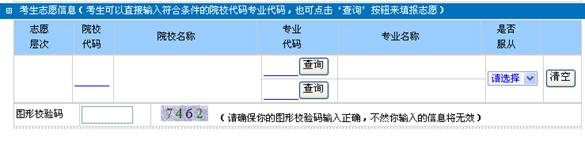 考生志愿信息(考生可以直接输入符合条件的院校代码专业代码，也可点击‘查询’按钮来填报志愿)
志愿层次 院校代码 院校名称 专业代码 专业名称 是否服从
查询
请选择 清空
查询
图形校验码 7462 (请确保你的图形校验码输入正确，不然你输入的信息将无效)